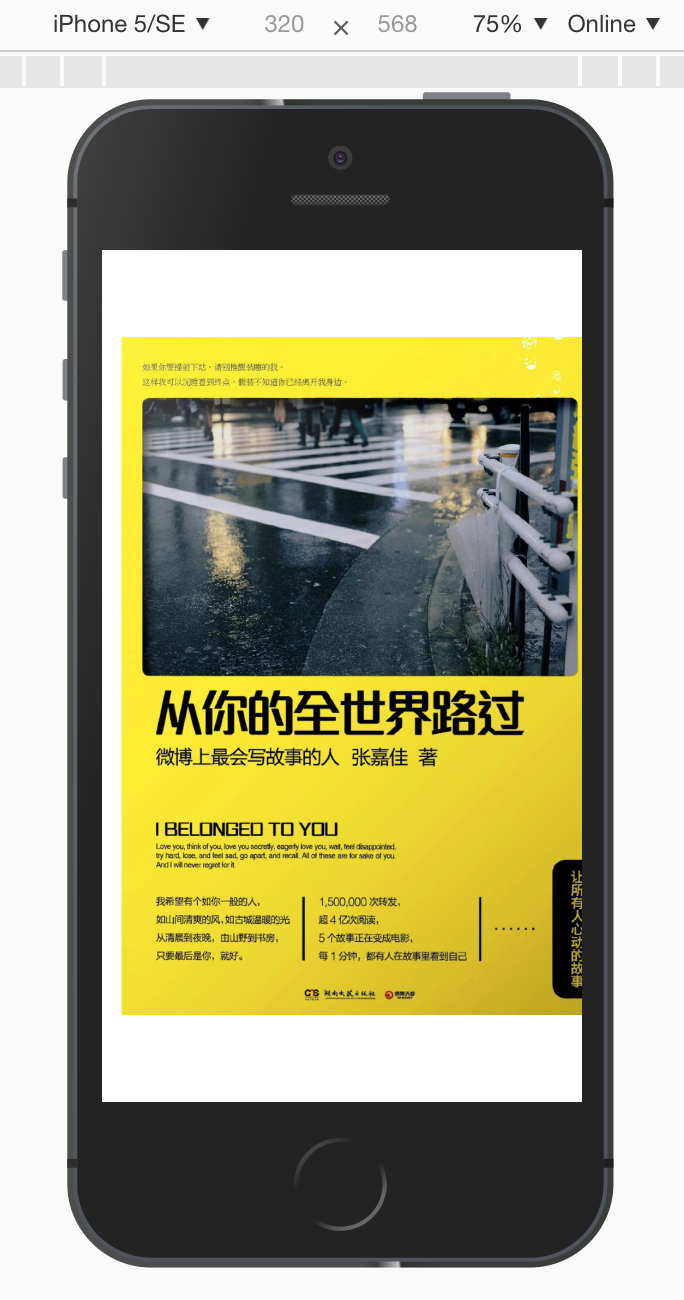 iPhone 5/SE ▼ 320 × 568 75% ▼ Online ▼
如果你要提前下站,请别推醒装睡的我。
这样我可以沉睡着到终点,假装不知道你已经离开我身边。
从你的全世界路过
微博上最会写故事的人 张嘉佳 著
I BELONGED TO YOU
Love you, think of you, love you secretly, eagerly love you, wait, feel disappointed,
try hard, lose, and feel sad, go apart, and recall. All of these are for sake of you.
And I will never regret for it
我希望有个如你一般的人,
如山间清爽的风,如古城温暖的光
从清晨到夜晚,由山野到书房,
只要最后是你,就好。
1,500,000 次转发,
超 4 亿次阅读,
5 个故事正在变成电影,
每 1 分钟,都有人在故事里看到自己
······
让所有人心动的故事
湖南文艺出版社